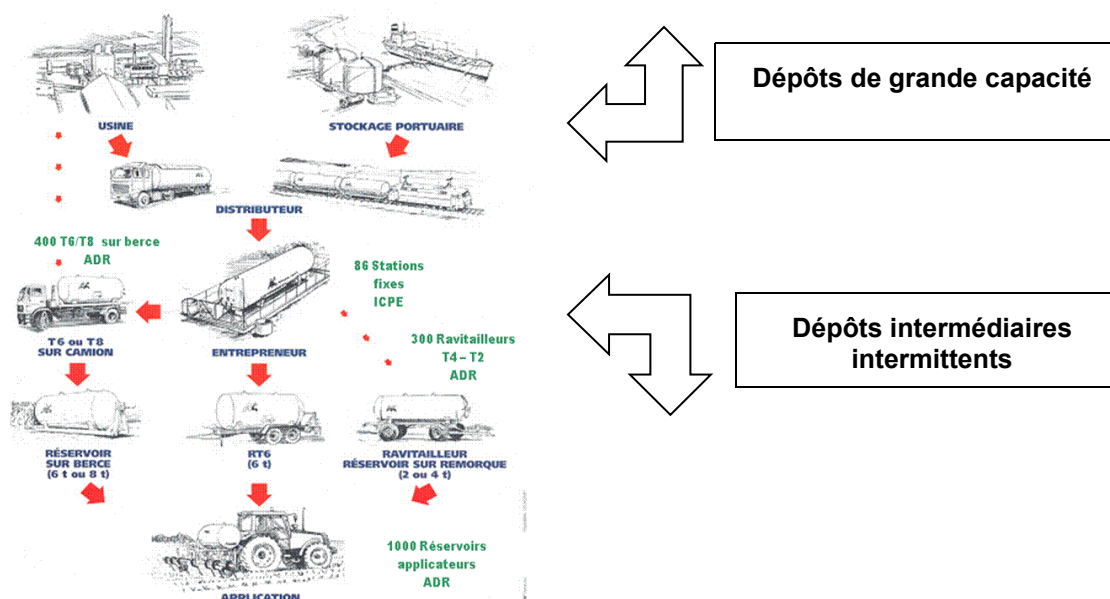 USINE
STOCKAGE PORTUAIRE
Dépôts de grande capacité
DISTRIBUTEUR
400 T6/T8 sur berce
ADR
86 Stations
fixes
ICPE
T6 ou T8
SUR CAMION
ENTREPRENEUR
300 Ravitailleurs
T4 – T2
ADR
Dépôts intermédiaires
intermittents
RÉSERVOIR
SUR BERCE
(6 t ou 8 t)
RT6
(6 t)
RAVITAILLEUR
RÉSERVOIR SUR REMORQUE
(2 ou 4 t)
1000 Réservoirs
applicateurs
ADR
APPLICATION